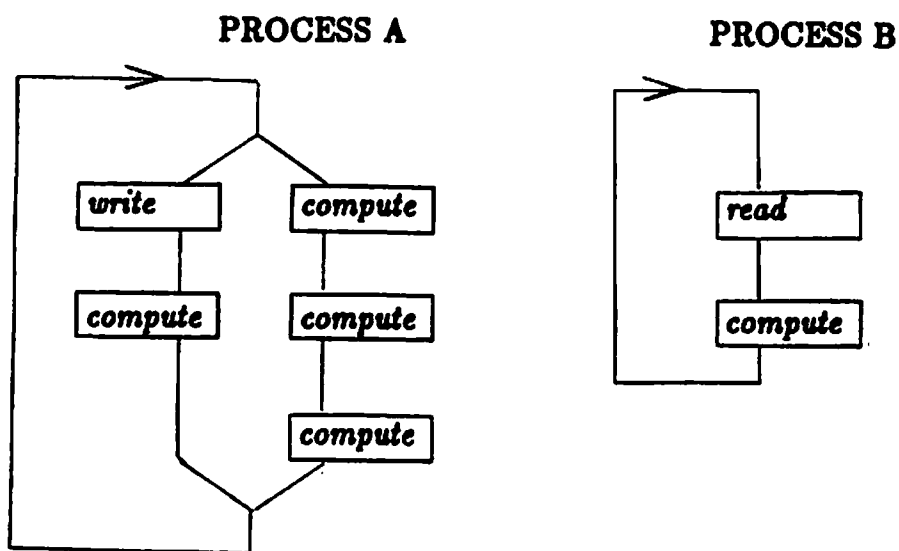 PROCESS A
PROCESS B
write
compute
compute
compute
compute
read
compute